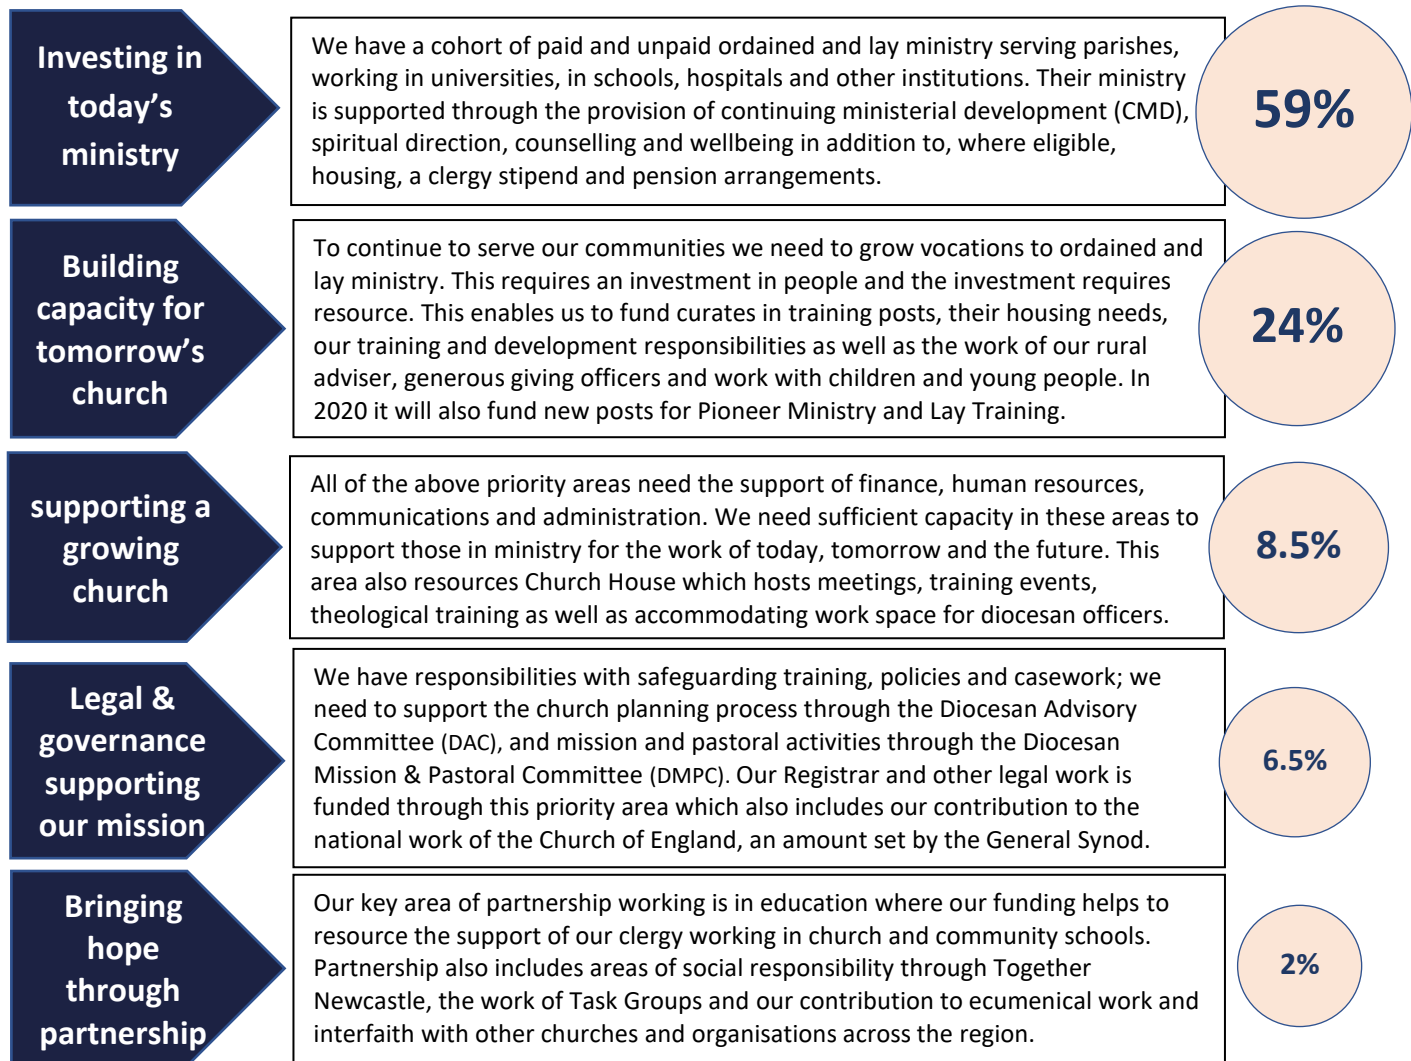 Investing in
today’s
ministry
We have a cohort of paid and unpaid ordained and lay ministry serving parishes,
working in universities, in schools, hospitals and other institutions. Their ministry
is supported through the provision of continuing ministerial development (CMD),
spiritual direction, counselling and wellbeing in addition to, where eligible,
housing, a clergy stipend and pension arrangements.
59%
Building
capacity for
tomorrow’s
church
To continue to serve our communities we need to grow vocations to ordained and
lay ministry. This requires an investment in people and the investment requires
resource. This enables us to fund curates in training posts, their housing needs,
our training and development responsibilities as well as the work of our rural
adviser, generous giving officers and work with children and young people. In
2020 it will also fund new posts for Pioneer Ministry and Lay Training.
24%
supporting a
growing
church
All of the above priority areas need the support of finance, human resources,
communications and administration. We need sufficient capacity in these areas to
support those in ministry for the work of today, tomorrow and the future. This
area also resources Church House which hosts meetings, training events,
theological training as well as accommodating work space for diocesan officers.
8.5%
Legal &
governance
supporting
our mission
We have responsibilities with safeguarding training, policies and casework; we
need to support the church planning process through the Diocesan Advisory
Committee (DAC), and mission and pastoral activities through the Diocesan
Mission & Pastoral Committee (DMPC). Our Registrar and other legal work is
funded through this priority area which also includes our contribution to the
national work of the Church of England, an amount set by the General Synod.
6.5%
Bringing
hope
through
partnership
Our key area of partnership working is in education where our funding helps to
resource the support of our clergy working in church and community schools.
Partnership also includes areas of social responsibility through Together
Newcastle, the work of Task Groups and our contribution to ecumenical work and
interfaith with other churches and organisations across the region.
2%